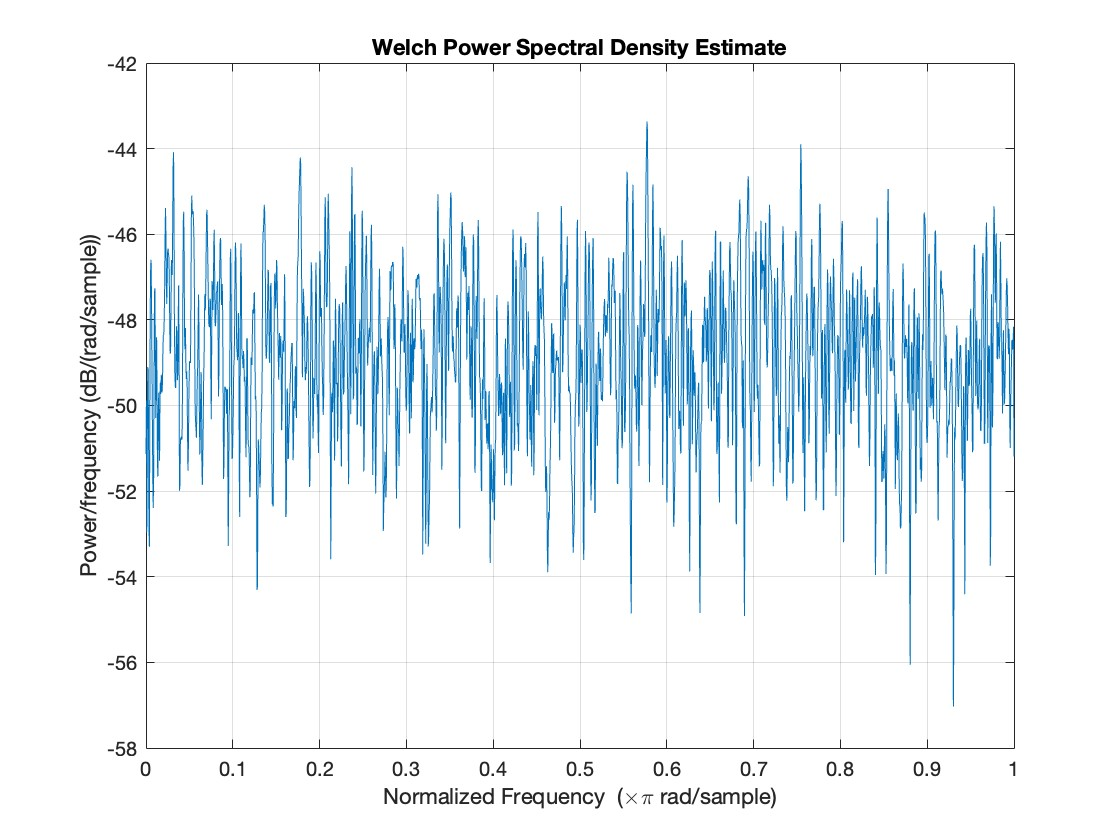 Welch Power Spectral Density Estimate
Power/frequency (dB/(rad/sample))
-42
-44
-46
-48
-50
-52
-54
-56
-58
0 0.1 0.2 0.3 0.4 0.5 0.6 0.7 0.8 0.9 1
Normalized Frequency (×π rad/sample)